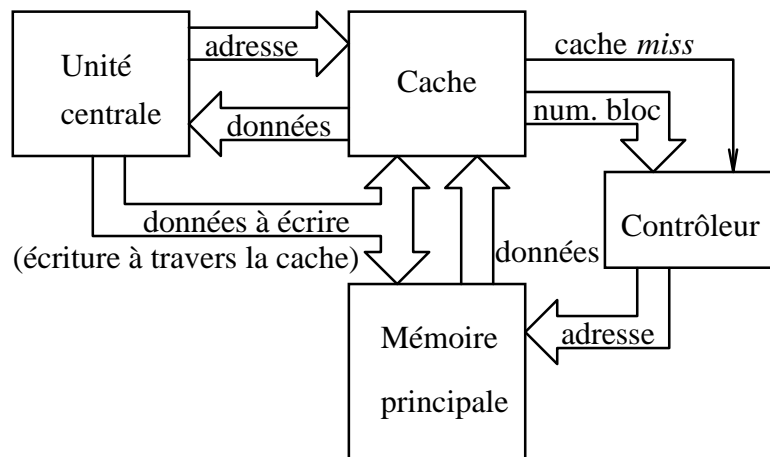 Unité
centrale
adresse
Cache
cache miss
num. bloc
données
données à écrire
(écriture à travers la cache)
données
Contrôleur
adresse
Mémoire
principale